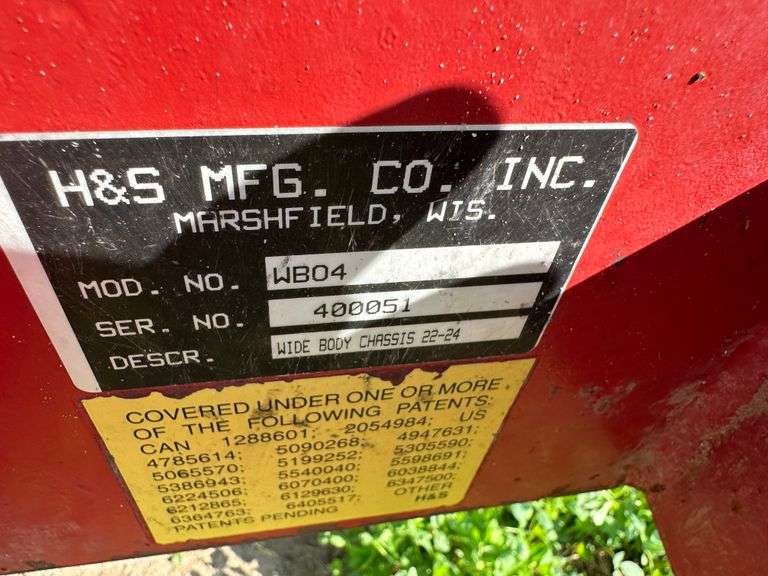 H&S MFG. CO. INC.
MARSHFIELD, WIS.
MOD. NO. WB04
SER. NO. 400051
DESCR. WIDE BODY CHASSIS 22-24
COVERED UNDER ONE OR MORE
OF THE FOLLOWING PATENTS:
CAN 1288601; 2054984; US
4785614; 5090268; 4947631;
5065570; 5199252; 5305590;
5386943; 5540040; 5598691;
6224506; 6070400; 6038844;
6212865; 6129630; 6347500;
6364763; 6405517; OTHER
PATENTS PENDING H&S